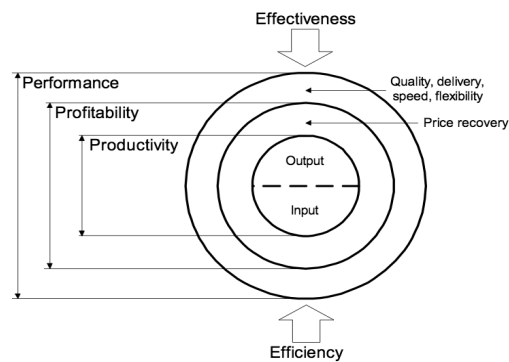 Effectiveness
Performance
Quality, delivery,
speed, flexibility
Profitability
Price recovery
Productivity
Output
Input
Efficiency